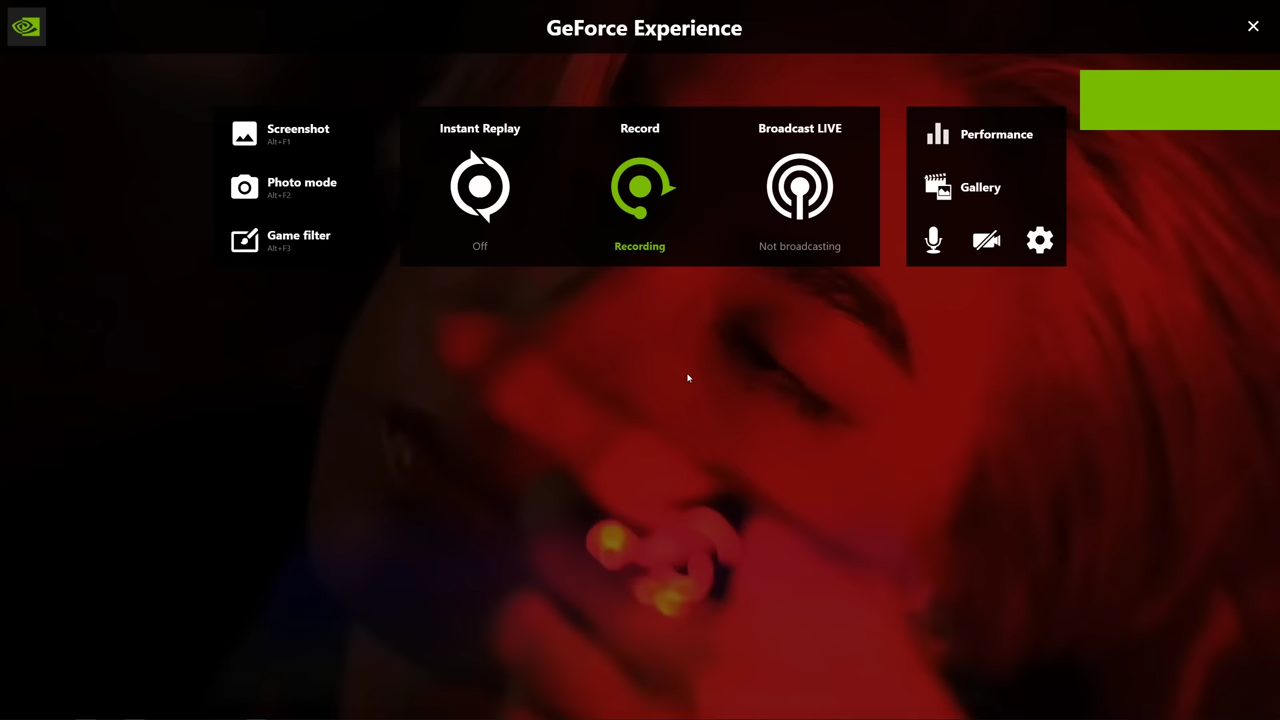 GeForce Experience
Screenshot
Alt+F1
Photo mode
Alt+F2
Game filter
Alt+F3
Instant Replay
Off
Record
Recording
Broadcast LIVE
Not broadcasting
Performance
Gallery